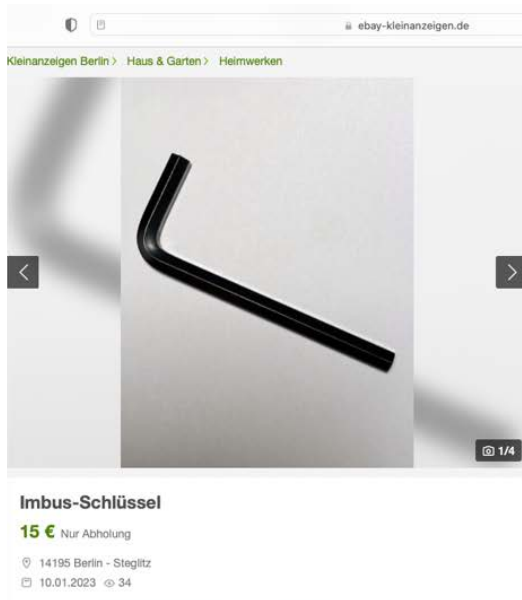 ebay-kleinanzeigen.de
Kleinanzeigen Berlin > Haus & Garten > Heimwerken
1/4
Imbus-Schlüssel
15 € Nur Abholung
14195 Berlin - Steglitz
10.01.2023 34